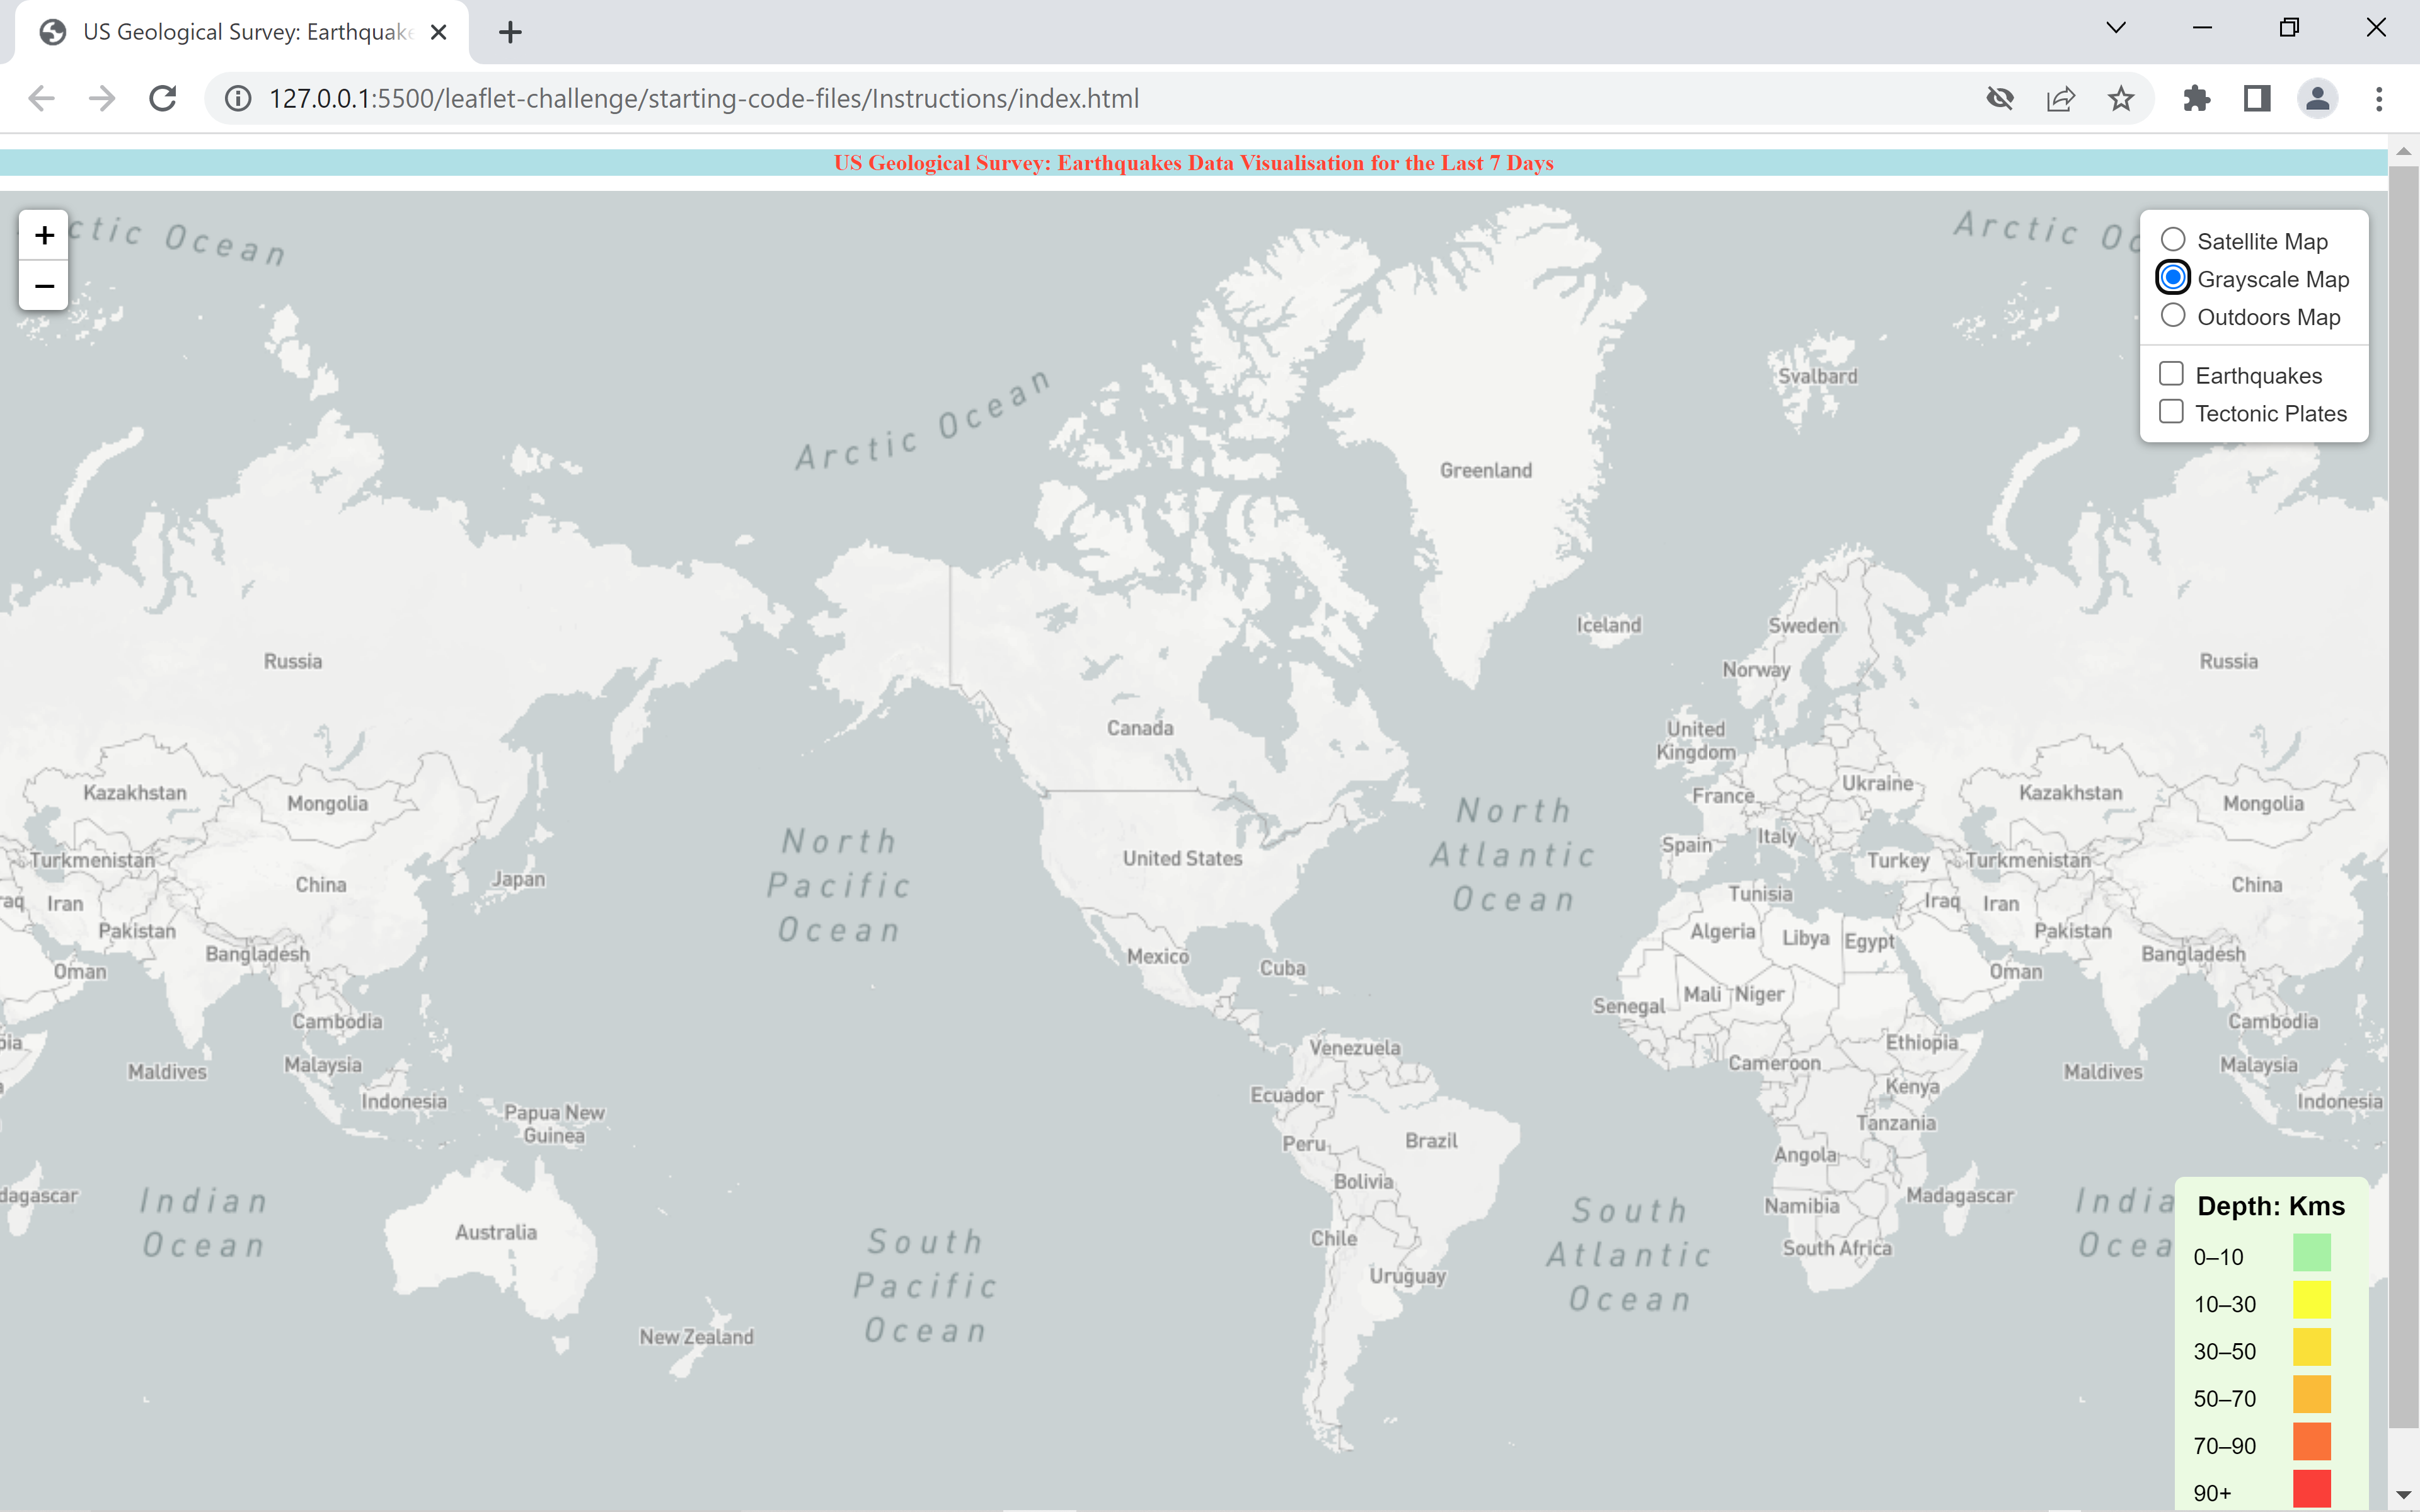 US Geological Survey: Earthquake
127.0.0.1:5500/leaflet-challenge/starting-code-files/Instructions/index.html
US Geological Survey: Earthquakes Data Visualisation for the Last 7 Days
+
−
ctic Ocean
Arctic Oc
Satellite Map
Grayscale Map
Outdoors Map
Earthquakes
Tectonic Plates
Arctic Ocean
Svalbard
Greenland
Iceland
Sweden
Norway
Russia
Russia
Canada
United
Kingdom
Kazakhstan
Mongolia
France
Ukraine
Kazakhstan
Mongolia
North
Pacific
Ocean
United States
North
Atlantic
Ocean
Spain
Italy
Turkey
Turkmenistan
Turkmenistan
China
Japan
Tunisia
China
raq
Iran
Iraq
Iran
Pakistan
Algeria
Libya
Egypt
Pakistan
Bangladesh
Mexico
Cuba
Bangladesh
Oman
Oman
Senegal
Mali
Niger
Cambodia
Cambodia
pia
Venezuela
Ethiopia
Maldives
Malaysia
Cameroon
Maldives
Malaysia
Indonesia
Ecuador
Kenya
Indonesia
Papua New
Guinea
Tanzania
Peru
Brazil
Angola
Bolivia
dagascar
Indian
Ocean
Namibia
Madagascar
India
Ocea
Australia
South
Pacific
Ocean
Chile
South
Atlantic
Ocean
South Africa
Uruguay
New Zealand
Depth: Kms
0–10
10–30
30–50
50–70
70–90
90+